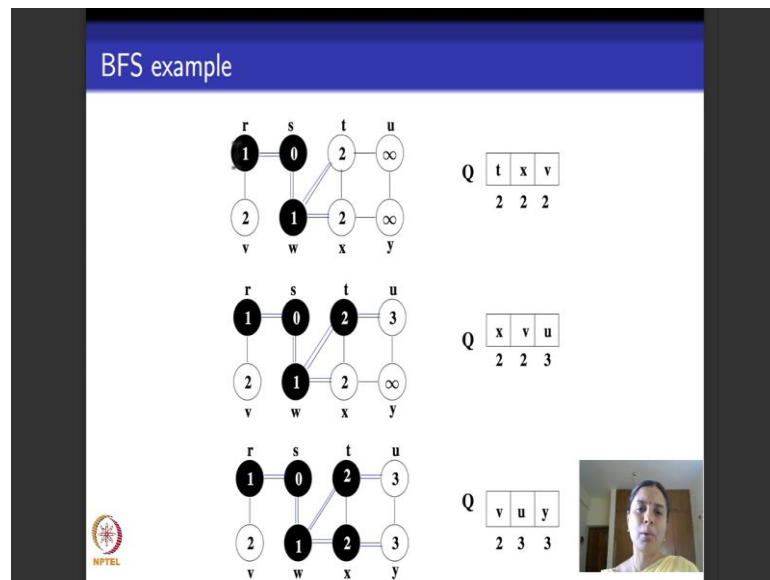 BFS example
r s t u
1 0 2 ∞
Q t x v
2 2 2
2 1 2 ∞
v w x y
r s t u
1 0 2 3
Q x v u
2 2 3
2 1 2 ∞
v w x y
r s t u
1 0 2 3
Q v u y
2 3 3
2 1 2 3
v w x y
NPTEL